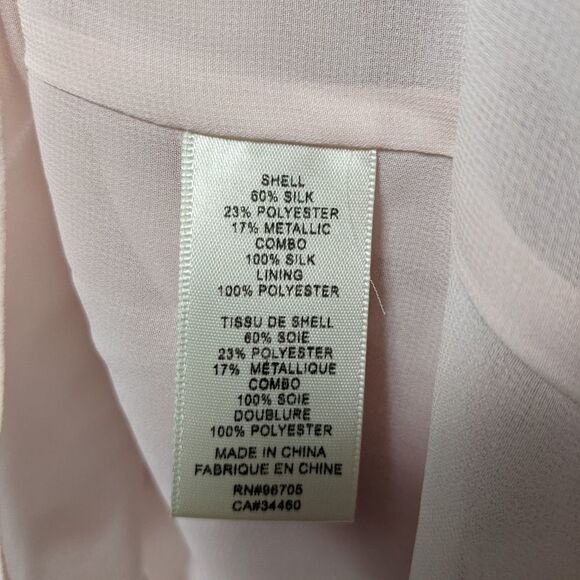 SHELL
60% SILK
23% POLYESTER
17% METALLIC
COMBO
100% SILK
LINING
100% POLYESTER
TISSU DE SHELL
60% SOIE
23% POLYESTER
17% MÉTALLIQUE
COMBO
100% SOIE
DOUBLURE
100% POLYESTER
MADE IN CHINA
FABRIQUE EN CHINE
RN#96705
CA#34460